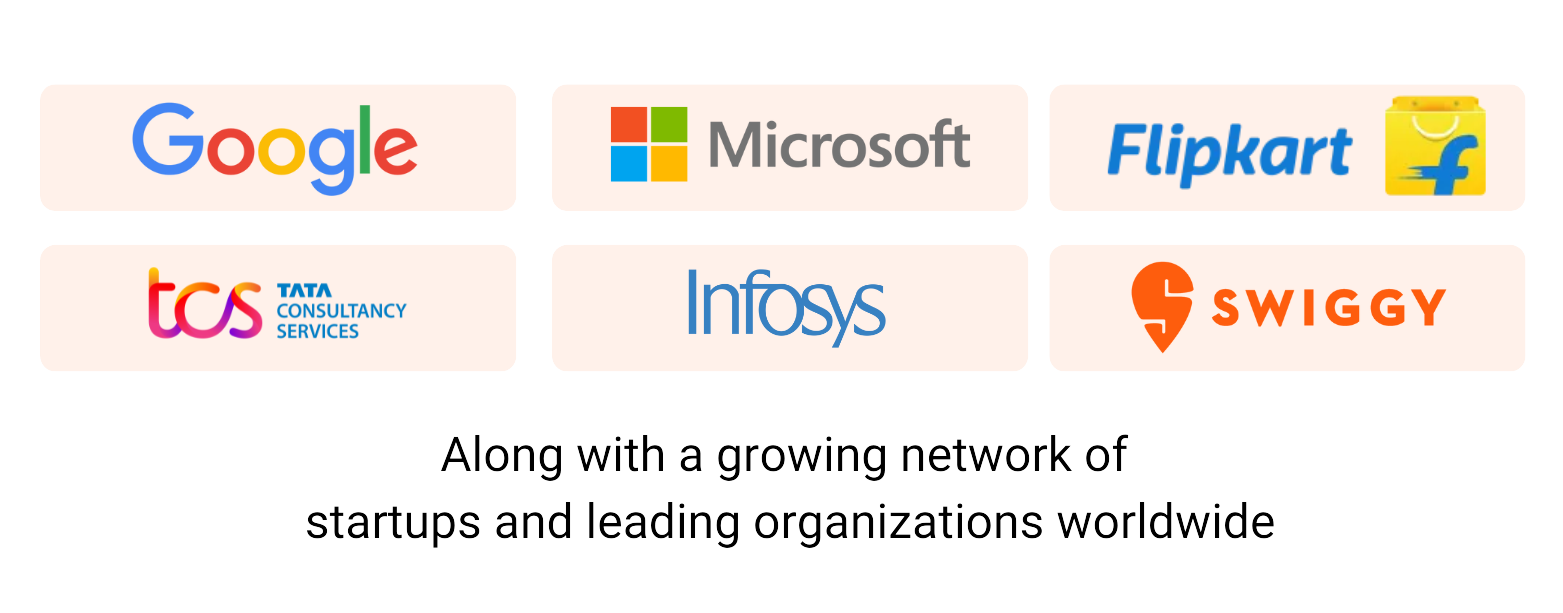 Google
Microsoft
Flipkart
f
tcs TATA
CONSULTANCY
SERVICES
Infosys
SWIGGY
Along with a growing network of
startups and leading organizations worldwide